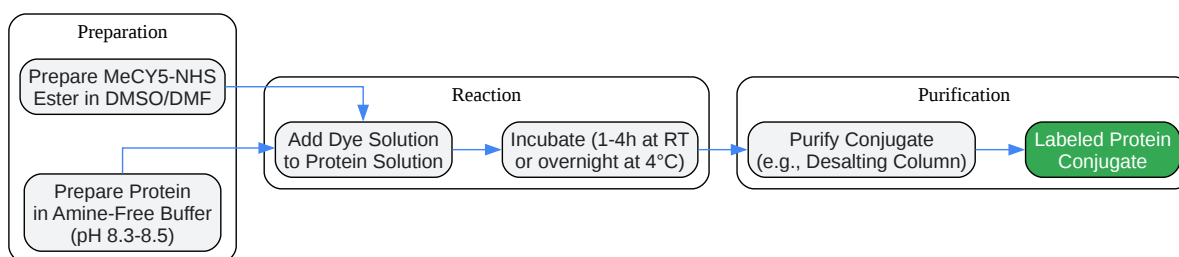 Preparation
Prepare MeCY5-NHS
Ester in DMSO/DMF
Prepare Protein
in Amine-Free Buffer
(pH 8.3-8.5)
Reaction
Add Dye Solution
to Protein Solution
Incubate (1-4h at RT
or overnight at 4°C)
Purification
Purify Conjugate
(e.g., Desalting Column)
Labeled Protein
Conjugate